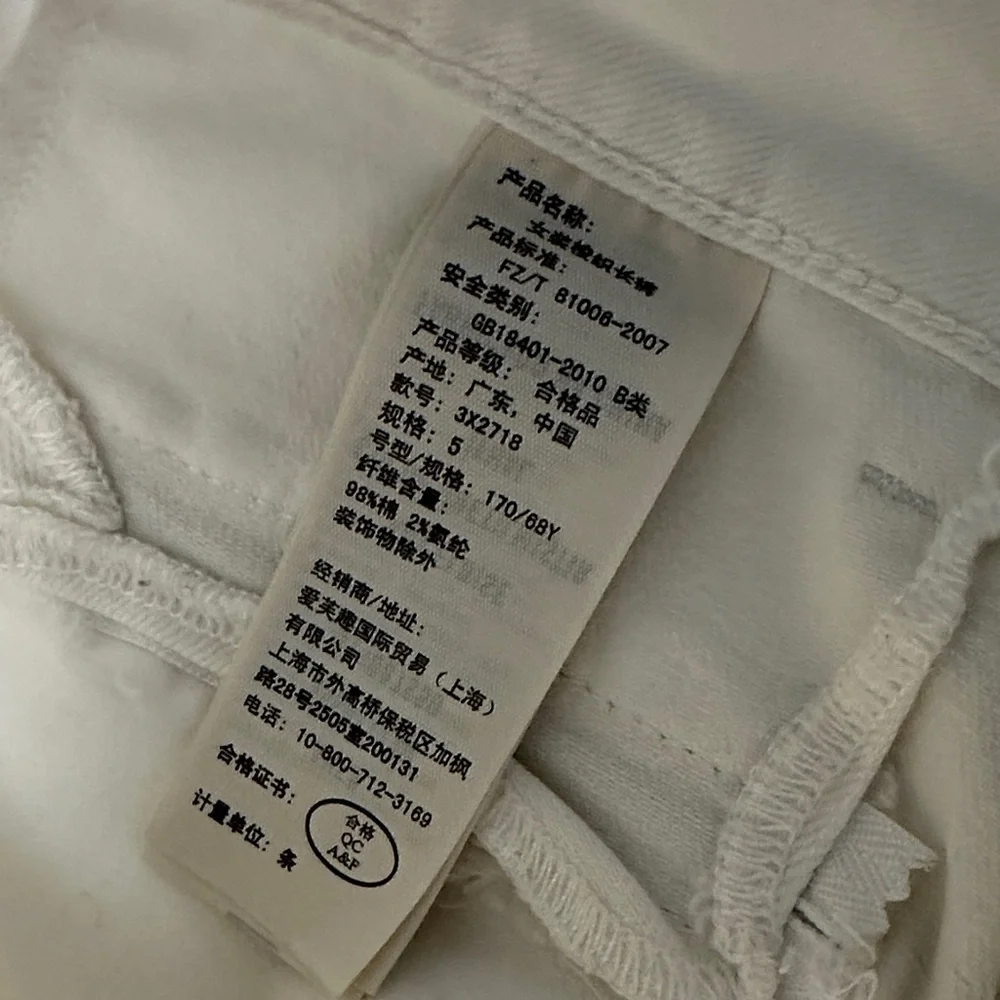 产品名称：
女装梭织长裤
产品标准：
FZ/T 81006-2007
安全类别：
GB18401-2010 B类
产品等级： 合格品
产地：广东，中国
款号：3X2718
规格：5
号型/规格：170/68Y
纤维含量：
98%棉 2%氨纶
装饰物除外
经销商/地址：
爱芙趣国际贸易（上海）
有限公司
上海市外高桥保税区加枫
路28号2505室200131
电话：10-800-712-3169
合格证书：
合格
QC
A&F
计量单位：条